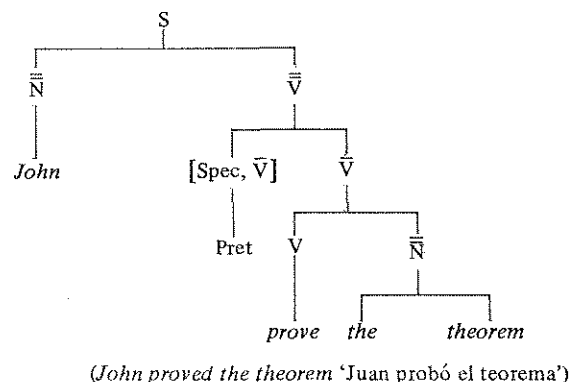 S
N̿ V̿
John [Spec, V̄] V̄
Pret V N̿
prove the theorem
(John proved the theorem ‘Juan probó el teorema’)